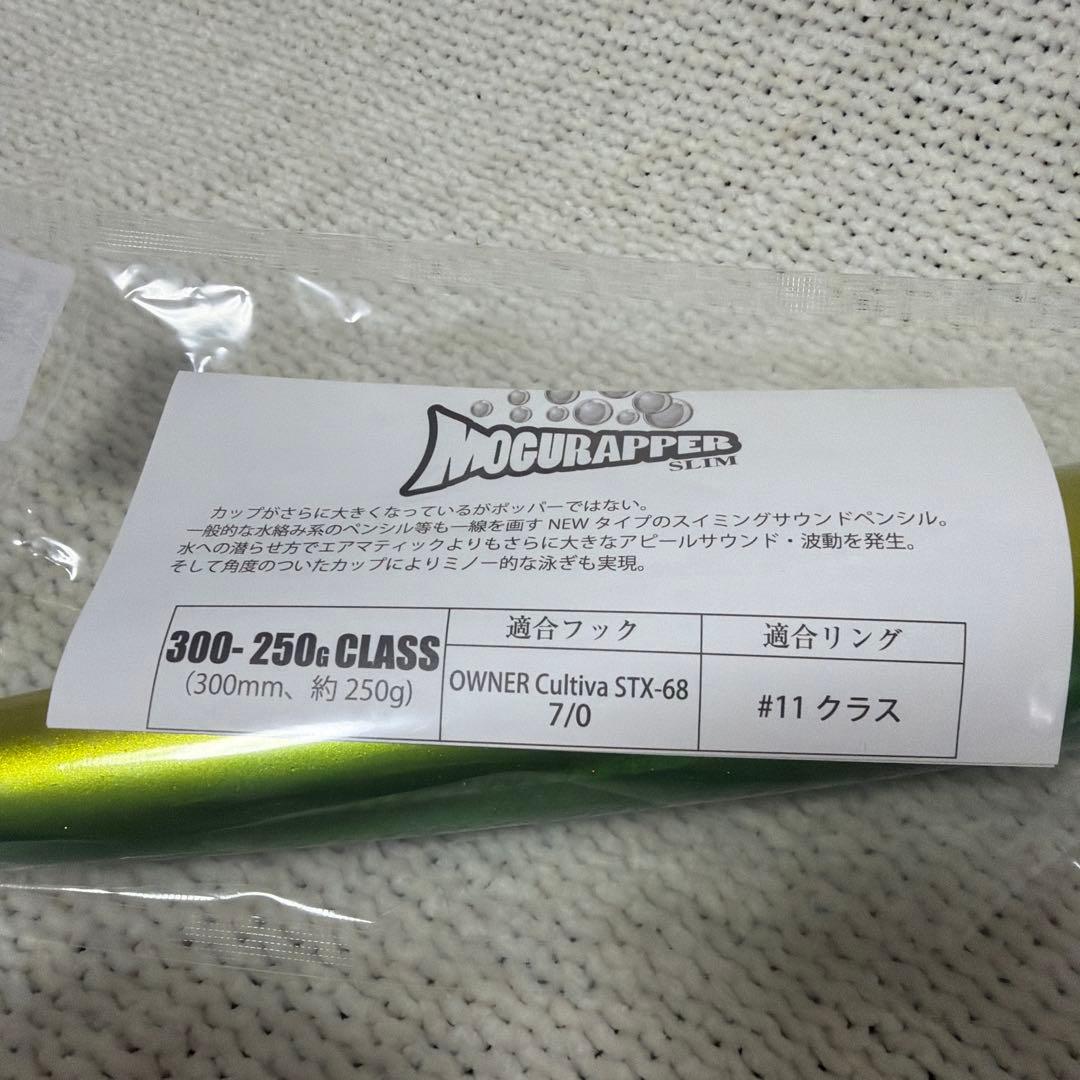 MOGURAPPER
SLIM
カップがさらに大きくなっているがポッパーではない。
一般的な水絡み系のペンシル等も一線を画す NEW タイプのスイミングサウンドペンシル。
水への潜らせ方でエアマティックよりもさらに大きなアピールサウンド・波動を発生。
そして角度のついたカップによりミノー的な泳ぎも実現。
300- 250G CLASS
(300mm、約 250g)
適合フック
適合リング
OWNER Cultiva STX-68
7/0
#11 クラス